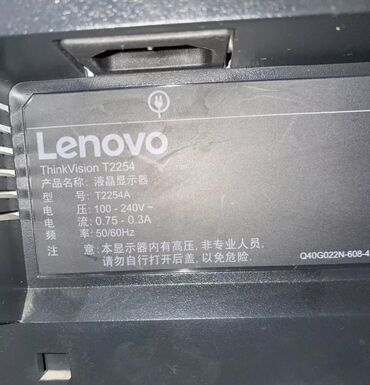 Lenovo
ThinkVision T2254
产品名称: 液晶显示器
型 号: T2254A
电 压: 100 - 240V ~
电 流: 0.75 - 0.3A
频 率: 50/60Hz
本显示器内有高压, 非专业人员,
请勿自行打开后盖, 以免危险.
Q40G022N-608-4